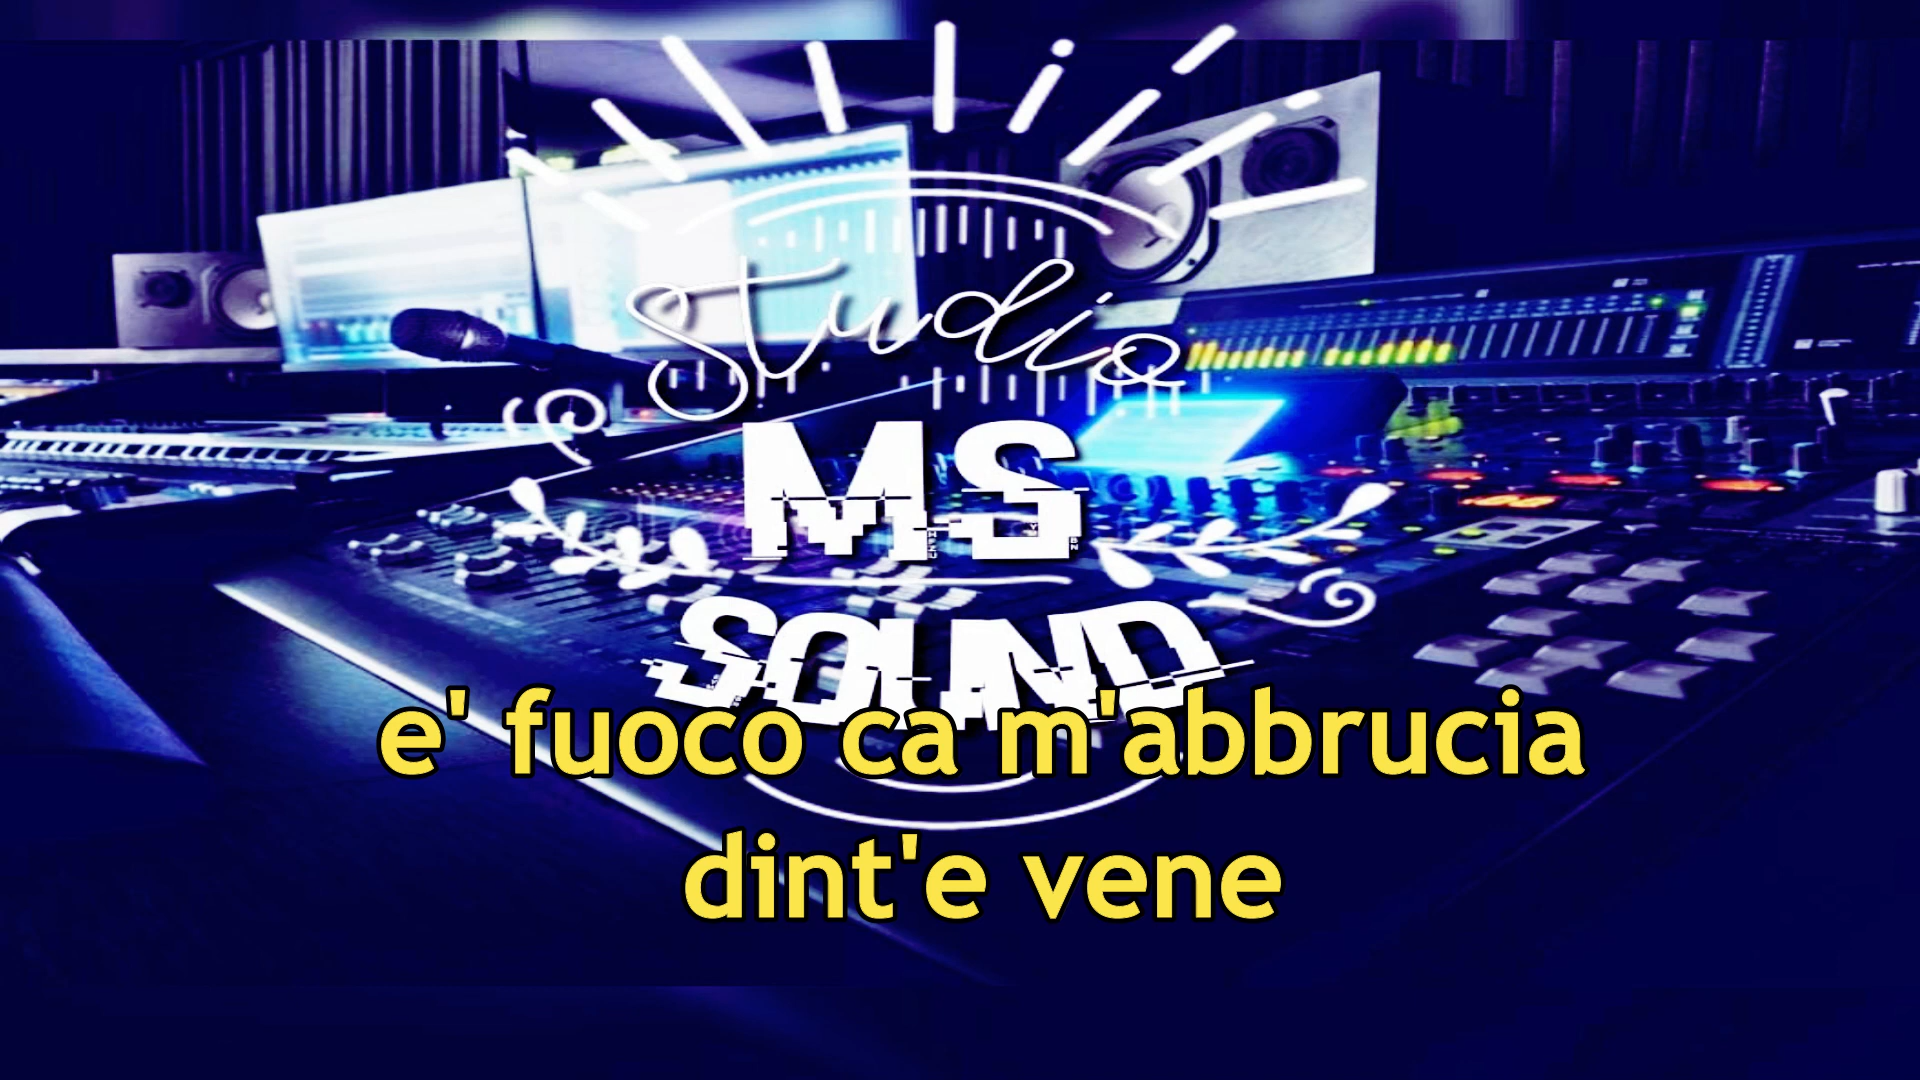 Studio
MS
SOUND
e' fuoco ca m'abbrucia
dint'e vene